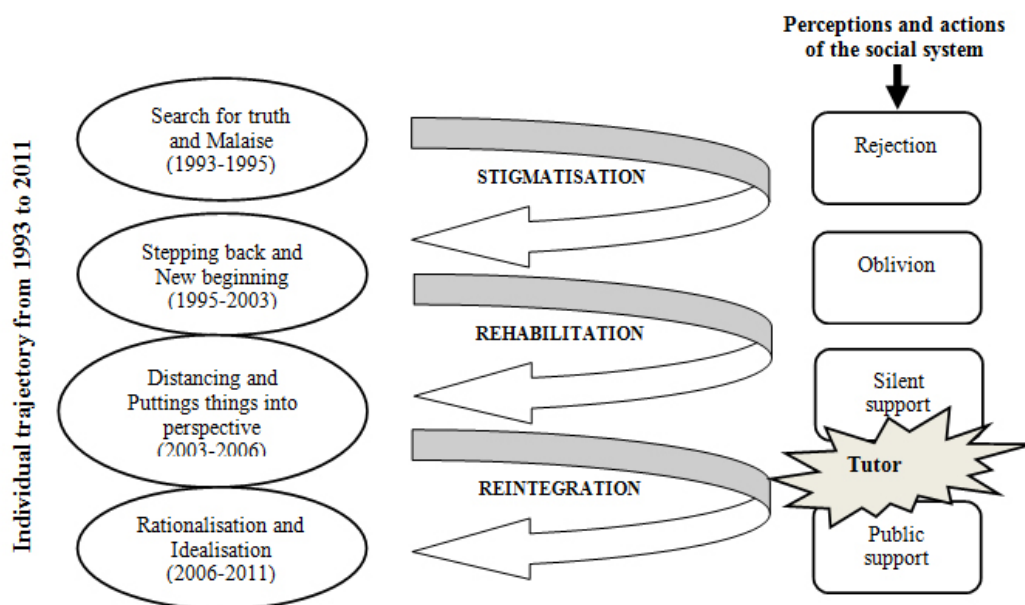 Perceptions and actions
of the social system
Individual trajectory from 1993 to 2011
Search for truth
and Malaise
(1993-1995)
STIGMATISATION
Rejection
Stepping back and
New beginning
(1995-2003)
REHABILITATION
Oblivion
Distancing and
Puttings things into
perspective
(2003-2006)
REINTEGRATION
Silent
support
Tutor
Rationalisation and
Idealisation
(2006-2011)
Public
support